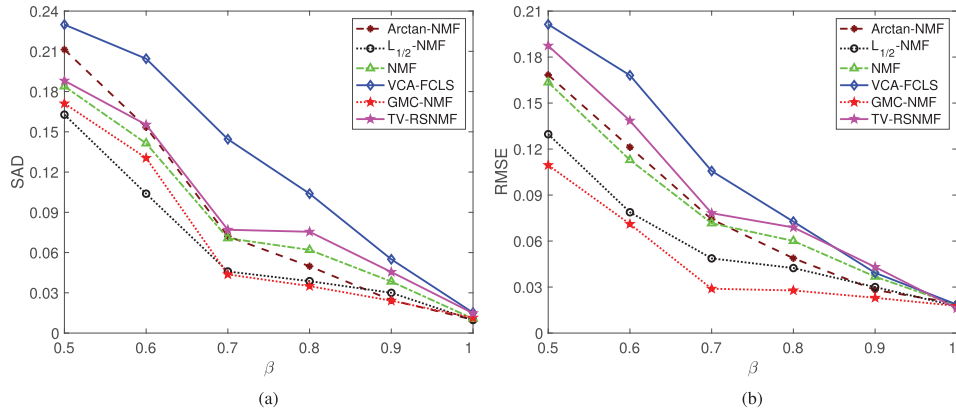 0.24
0.21
0.18
0.15
0.12
0.09
0.06
0.03
0
SAD
0.5
0.6
0.7
0.8
0.9
1
β
Arctan-NMF
L1/2-NMF
NMF
VCA-FCLS
GMC-NMF
TV-RSNMF
(a)
0.21
0.18
0.15
0.12
0.09
0.06
0.03
0
RMSE
0.5
0.6
0.7
0.8
0.9
1
β
Arctan-NMF
L1/2-NMF
NMF
VCA-FCLS
GMC-NMF
TV-RSNMF
(b)